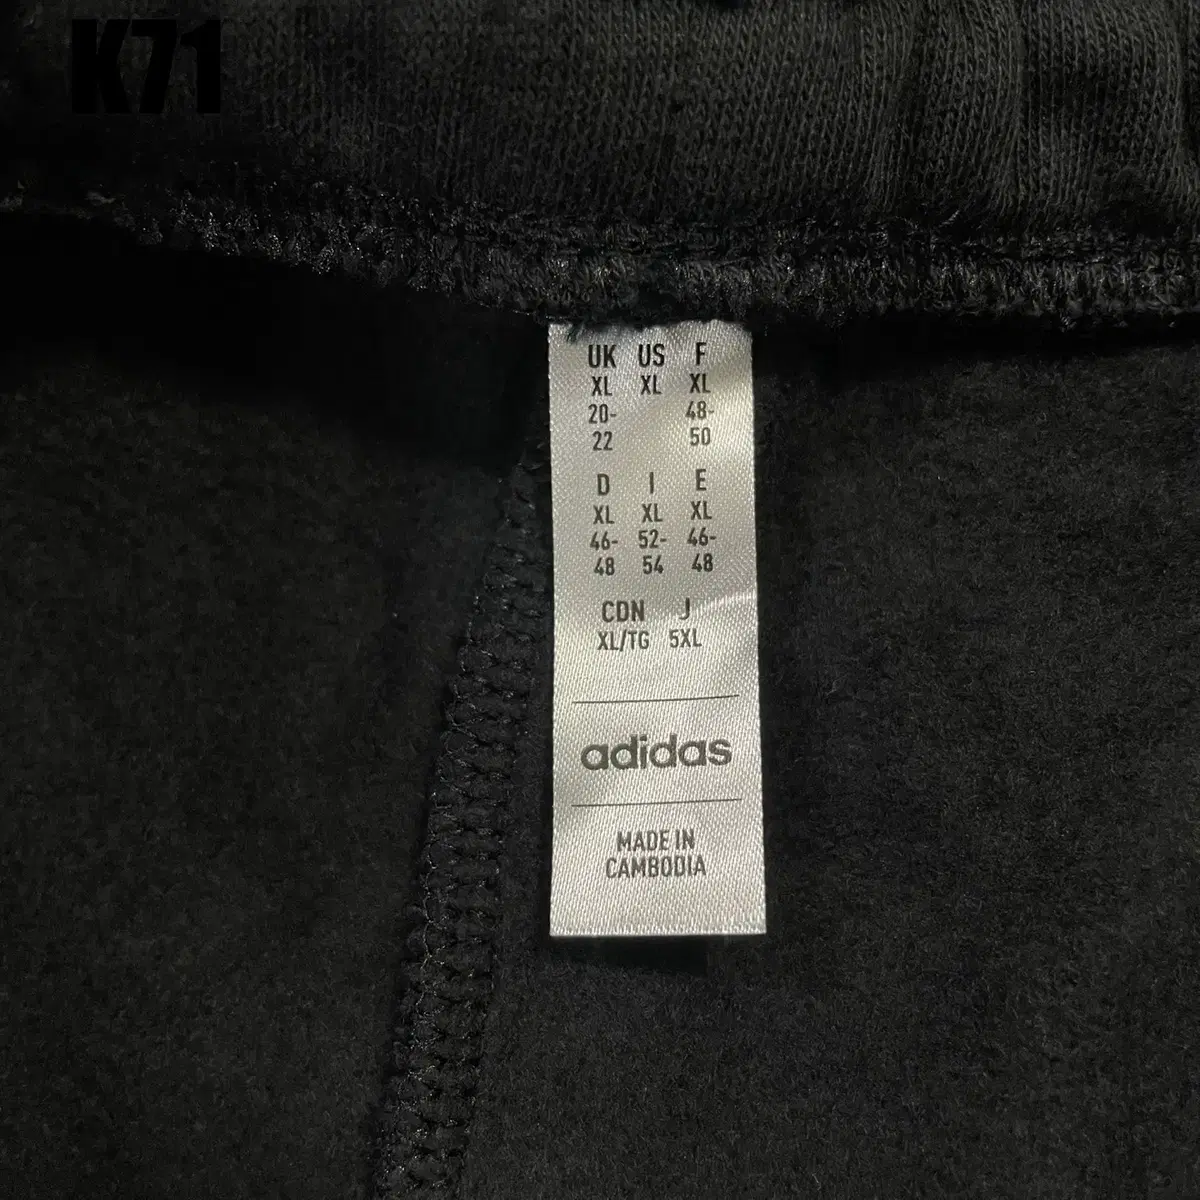 K71
UK US F
XL XL XL
20- 48-
22 50
D I E
XL XL XL
46- 52- 46-
48 54 48
CDN J
XL/TG 5XL
adidas
MADE IN
CAMBODIA